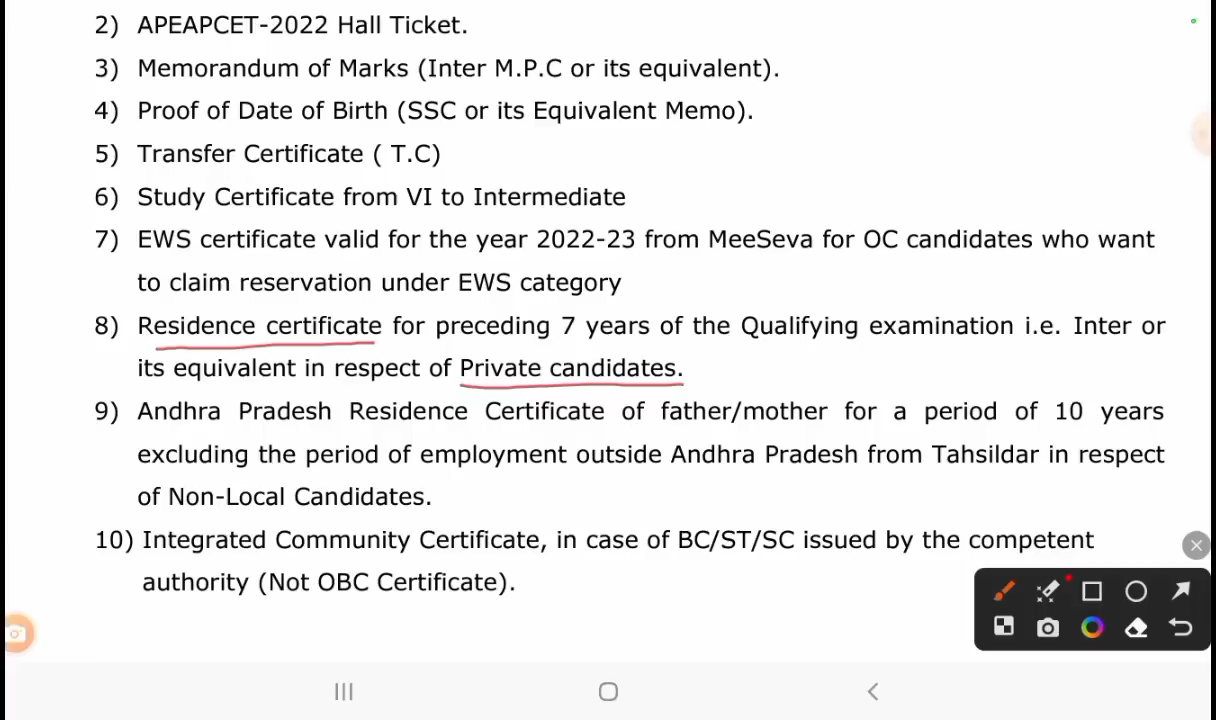 2) APEAPCET-2022 Hall Ticket.
3) Memorandum of Marks (Inter M.P.C or its equivalent).
4) Proof of Date of Birth (SSC or its Equivalent Memo).
5) Transfer Certificate ( T.C)
6) Study Certificate from VI to Intermediate
7) EWS certificate valid for the year 2022-23 from MeeSeva for OC candidates who want
to claim reservation under EWS category
8) Residence certificate for preceding 7 years of the Qualifying examination i.e. Inter or
its equivalent in respect of Private candidates.
9) Andhra Pradesh Residence Certificate of father/mother for a period of 10 years
excluding the period of employment outside Andhra Pradesh from Tahsildar in respect
of Non-Local Candidates.
10) Integrated Community Certificate, in case of BC/ST/SC issued by the competent
authority (Not OBC Certificate).